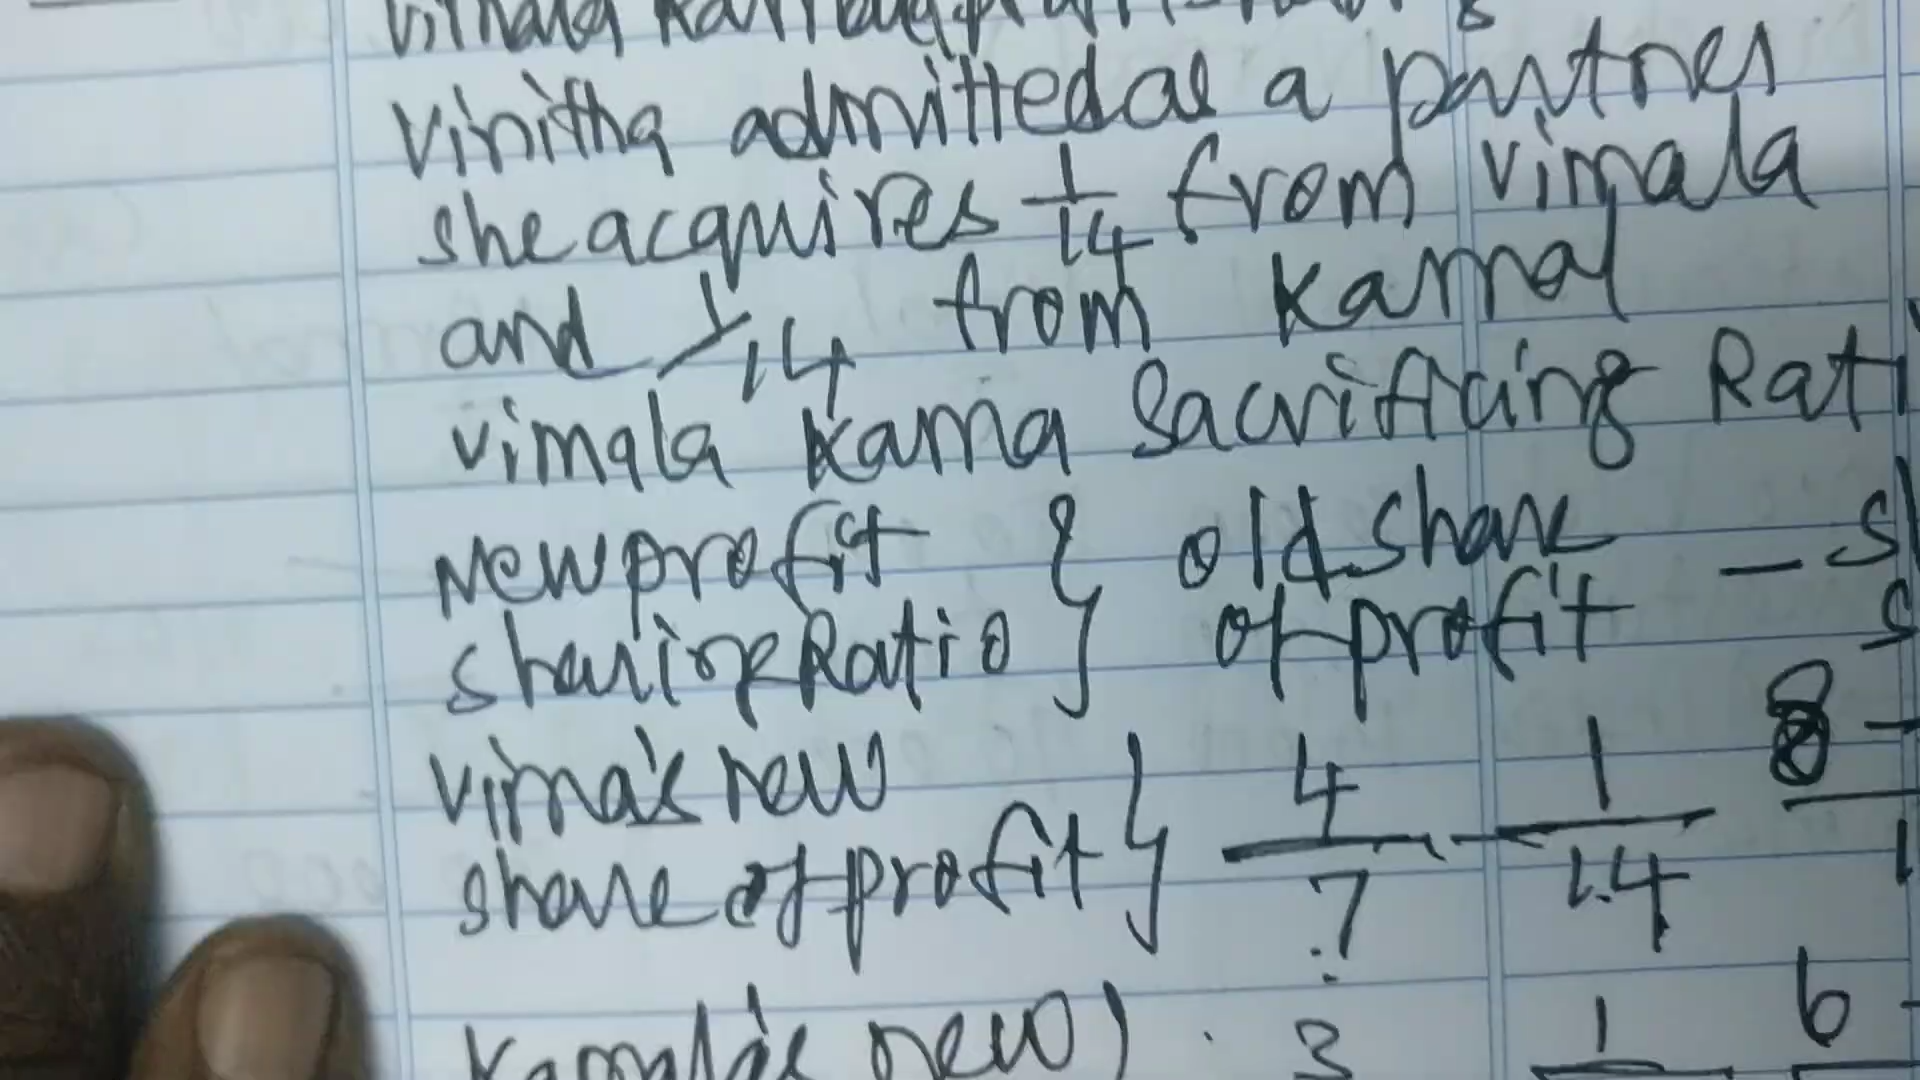 vinitha admitted as a partner
she acquires 1/14 from vimala
and 1/14 from Kamal
vimala Kama Sacrificing Rati
New profit } old share — s
sharing Ratio } of profit s
vima's new } 4/7 - 1/14 8 -
share of profit }
Kamala's new ) 3 1 6 -